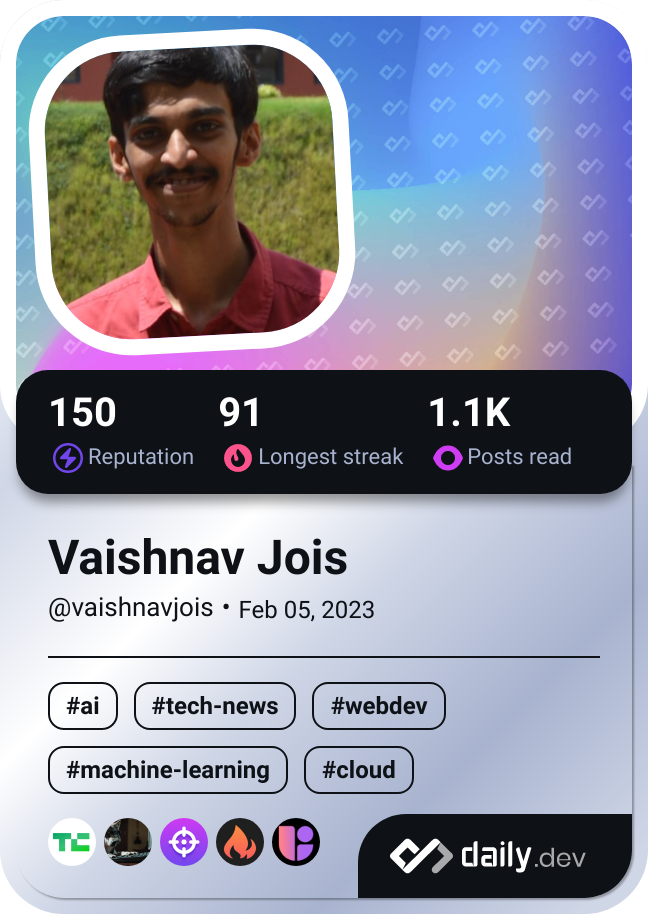 150 91 1.1K
Reputation Longest streak Posts read
Vaishnav Jois
@vaishnavjois • Feb 05, 2023
#ai #tech-news #webdev
#machine-learning #cloud
TC
daily.dev